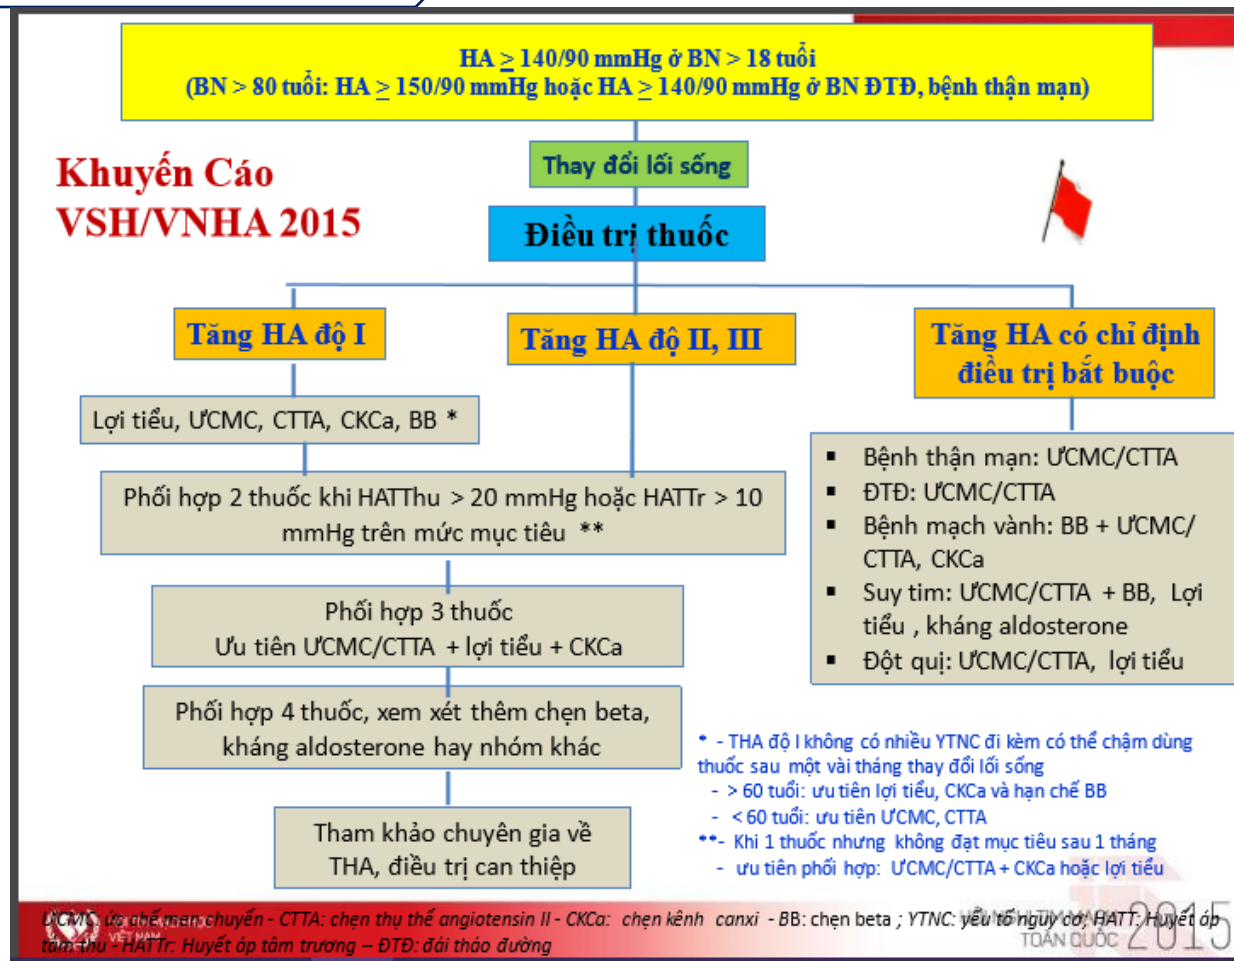 HA ≥ 140/90 mmHg ở BN > 18 tuổi
(BN > 80 tuổi: HA ≥ 150/90 mmHg hoặc HA ≥ 140/90 mmHg ở BN ĐTĐ, bệnh thận mạn)
Khuyến Cáo
VSH/VNHA 2015
Thay đổi lối sống
Điều trị thuốc
Tăng HA độ I
Tăng HA độ II, III
Tăng HA có chỉ định
điều trị bắt buộc
Lợi tiểu, ƯCMC, CTTA, CKCa, BB *
Phối hợp 2 thuốc khi HATThu > 20 mmHg hoặc HATTr > 10
mmHg trên mức mục tiêu **
Phối hợp 3 thuốc
Ưu tiên ƯCMC/CTTA + lợi tiểu + CKCa
Phối hợp 4 thuốc, xem xét thêm chẹn beta,
kháng aldosterone hay nhóm khác
Tham khảo chuyên gia về
THA, điều trị can thiệp
▪ Bệnh thận mạn: ƯCMC/CTTA
▪ ĐTĐ: ƯCMC/CTTA
▪ Bệnh mạch vành: BB + ƯCMC/
CTTA, CKCa
▪ Suy tim: ƯCMC/CTTA + BB, Lợi
tiểu , kháng aldosterone
▪ Đột quị: ƯCMC/CTTA, lợi tiểu
* - THA độ I không có nhiều YTNC đi kèm có thể chậm dùng
thuốc sau một vài tháng thay đổi lối sống
- > 60 tuổi: ưu tiên lợi tiểu, CKCa và hạn chế BB
- < 60 tuổi: ưu tiên ƯCMC, CTTA
**- Khi 1 thuốc nhưng không đạt mục tiêu sau 1 tháng
- ưu tiên phối hợp: ƯCMC/CTTA + CKCa hoặc lợi tiểu
ƯCMC: ức chế men chuyển - CTTA: chẹn thụ thể angiotensin II - CKCa: chẹn kênh canxi - BB: chẹn beta ; YTNC: yếu tố nguy cơ; HATT: Huyết áp
tâm thu - HATTr: Huyết áp tâm trương – ĐTĐ: đái tháo đường
VIỆT NAM
TOÀN QUỐC 2015